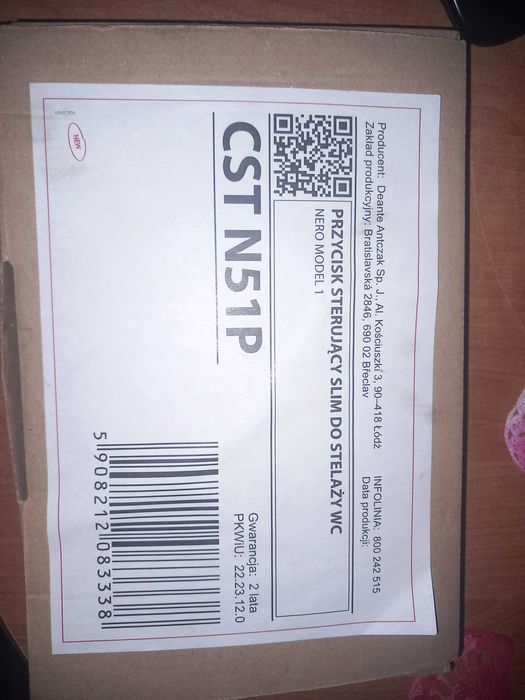 Producent: Deante Antczak Sp. J., Al. Kościuszki 3, 90-418 Łódź
Zakład produkcyjny: Bratislavská 2846, 690 02 Břeclav
INFOLINIA: 800 242 515
Data produkcji:
PRZYCISK STERUJĄCY SLIM DO STELAŻY WC
NERO MODEL 1
CST N51P
Gwarancja: 2 lata
PKWiU: 22.23.12.0
5 908212 083338
NEW